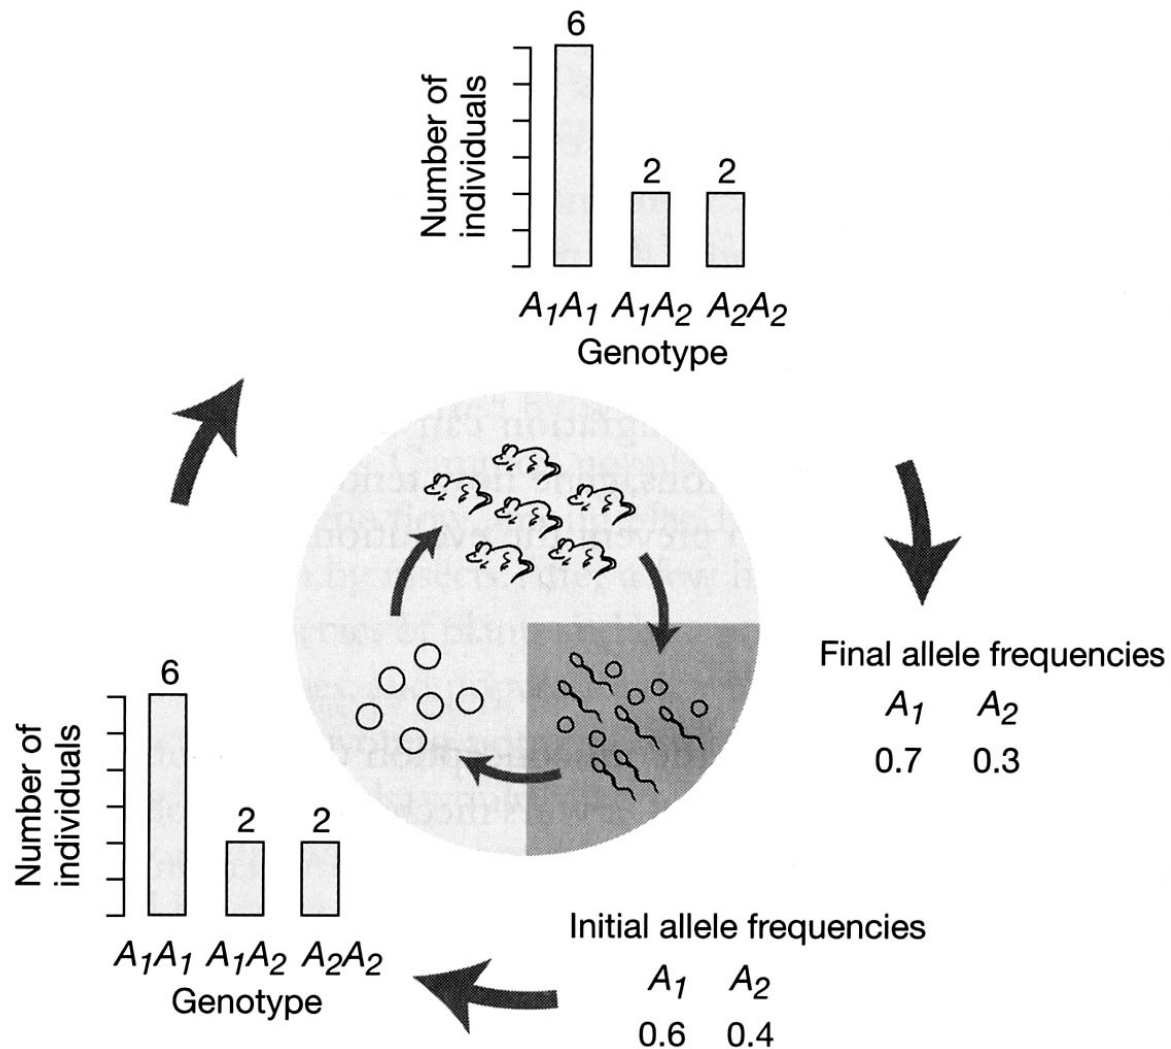 6
2 2
Number of
individuals
A₁A₁ A₁A₂ A₂A₂
Genotype
Final allele frequencies
A₁ A₂
0.7 0.3
6
2 2
Number of
individuals
A₁A₁ A₁A₂ A₂A₂
Genotype
Initial allele frequencies
A₁ A₂
0.6 0.4